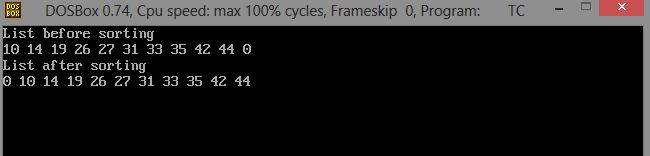 DOS BOX DOSBox 0.74, Cpu speed: max 100% cycles, Frameskip 0, Program: TC
List before sorting
10 14 19 26 27 31 33 35 42 44 0
List after sorting
0 10 14 19 26 27 31 33 35 42 44